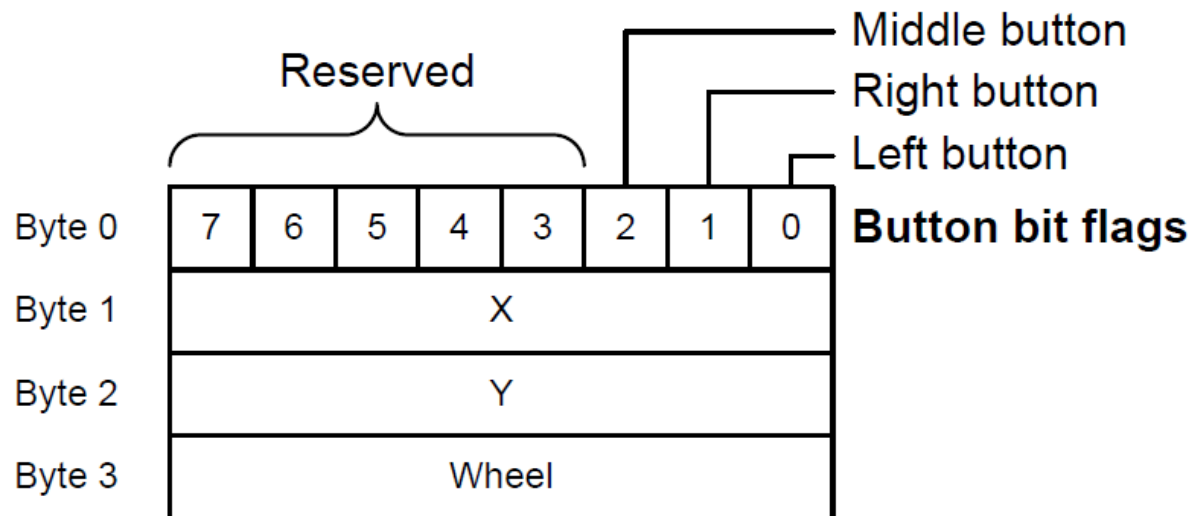 Middle button
Reserved
Right button
Left button
Byte 0 7 6 5 4 3 2 1 0 Button bit flags
Byte 1 X
Byte 2 Y
Byte 3 Wheel